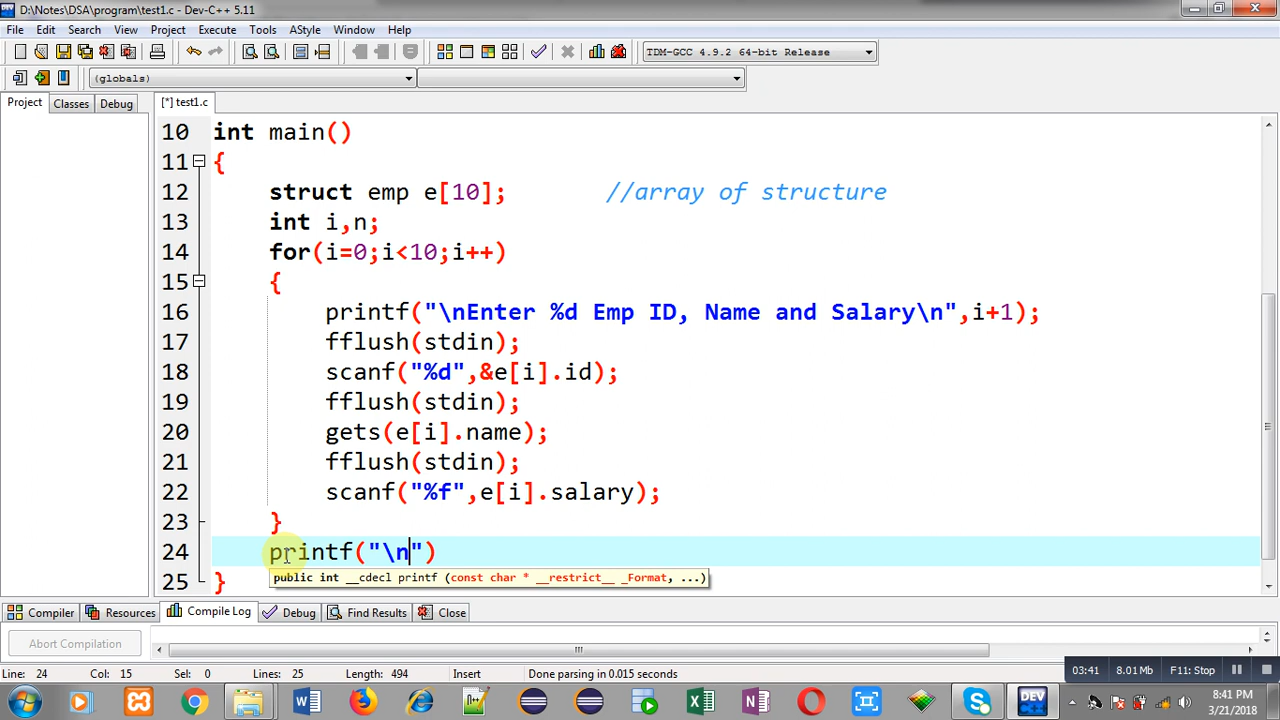 D:\Notes\DSA\program\test1.c - Dev-C++ 5.11
File Edit Search View Project Execute Tools AStyle Window Help
TDM-GCC 4.9.2 64-bit Release
(globals)
Project Classes Debug [*] test1.c
10 int main()
11 {
12 struct emp e[10]; //array of structure
13 int i,n;
14 for(i=0;i<10;i++)
15 {
16 printf("\nEnter %d Emp ID, Name and Salary\n",i+1);
17 fflush(stdin);
18 scanf("%d",&e[i].id);
19 fflush(stdin);
20 gets(e[i].name);
21 fflush(stdin);
22 scanf("%f",e[i].salary);
23 }
24 printf("\n")
public int __cdecl printf (const char * __restrict__ _Format, ...)
25 }
Compiler Resources Compile Log Debug Find Results Close
Abort Compilation
Line: 24 Col: 15 Sel: 0 Lines: 25 Length: 494 Insert Done parsing in 0.015 seconds
03:41 8.01 Mb F11: Stop
8:41 PM
3/21/2018